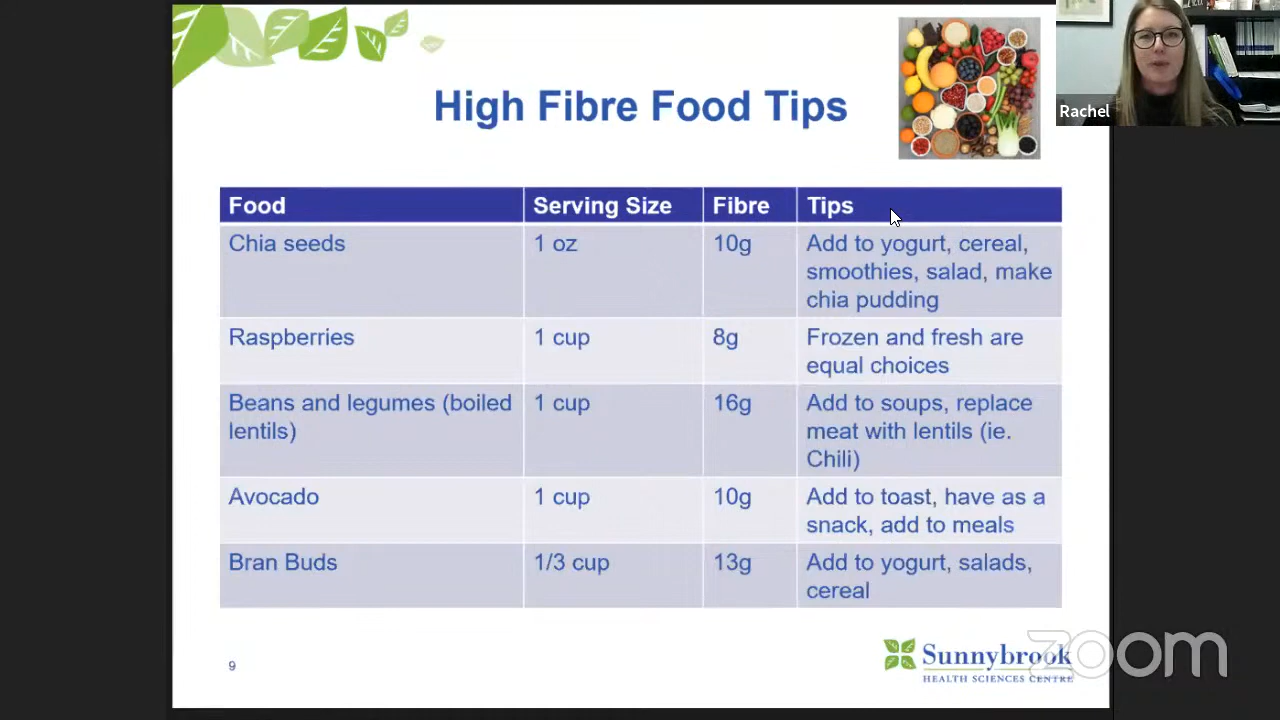 High Fibre Food Tips
Rachel
Food Serving Size Fibre Tips
Chia seeds 1 oz 10g Add to yogurt, cereal,
smoothies, salad, make
chia pudding
Raspberries 1 cup 8g Frozen and fresh are
equal choices
Beans and legumes (boiled 1 cup 16g Add to soups, replace
lentils) meat with lentils (ie.
Chili)
Avocado 1 cup 10g Add to toast, have as a
snack, add to meals
Bran Buds 1/3 cup 13g Add to yogurt, salads,
cereal
9
Sunnybrook
HEALTH SCIENCES CENTRE
zoom